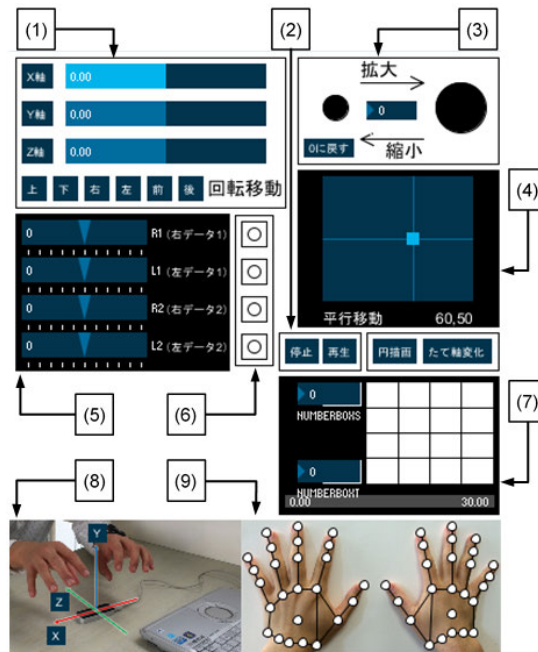 (1)
(2)
(3)
X軸
0.00
Y軸
0.00
Z軸
0.00
上 下 右 左 前 後 回転移動
拡大
0
0に戻す
縮小
(4)
平行移動 60,50
0 R1 (右データ1)
0 L1 (左データ1)
0 R2 (右データ2)
0 L2 (左データ2)
停止 再生 円描画 たて軸変化
(5)
(6)
0
NUMBERBOXS
0
NUMBERBOXT
0.00 30.00
(7)
(8)
(9)
Y
Z
X